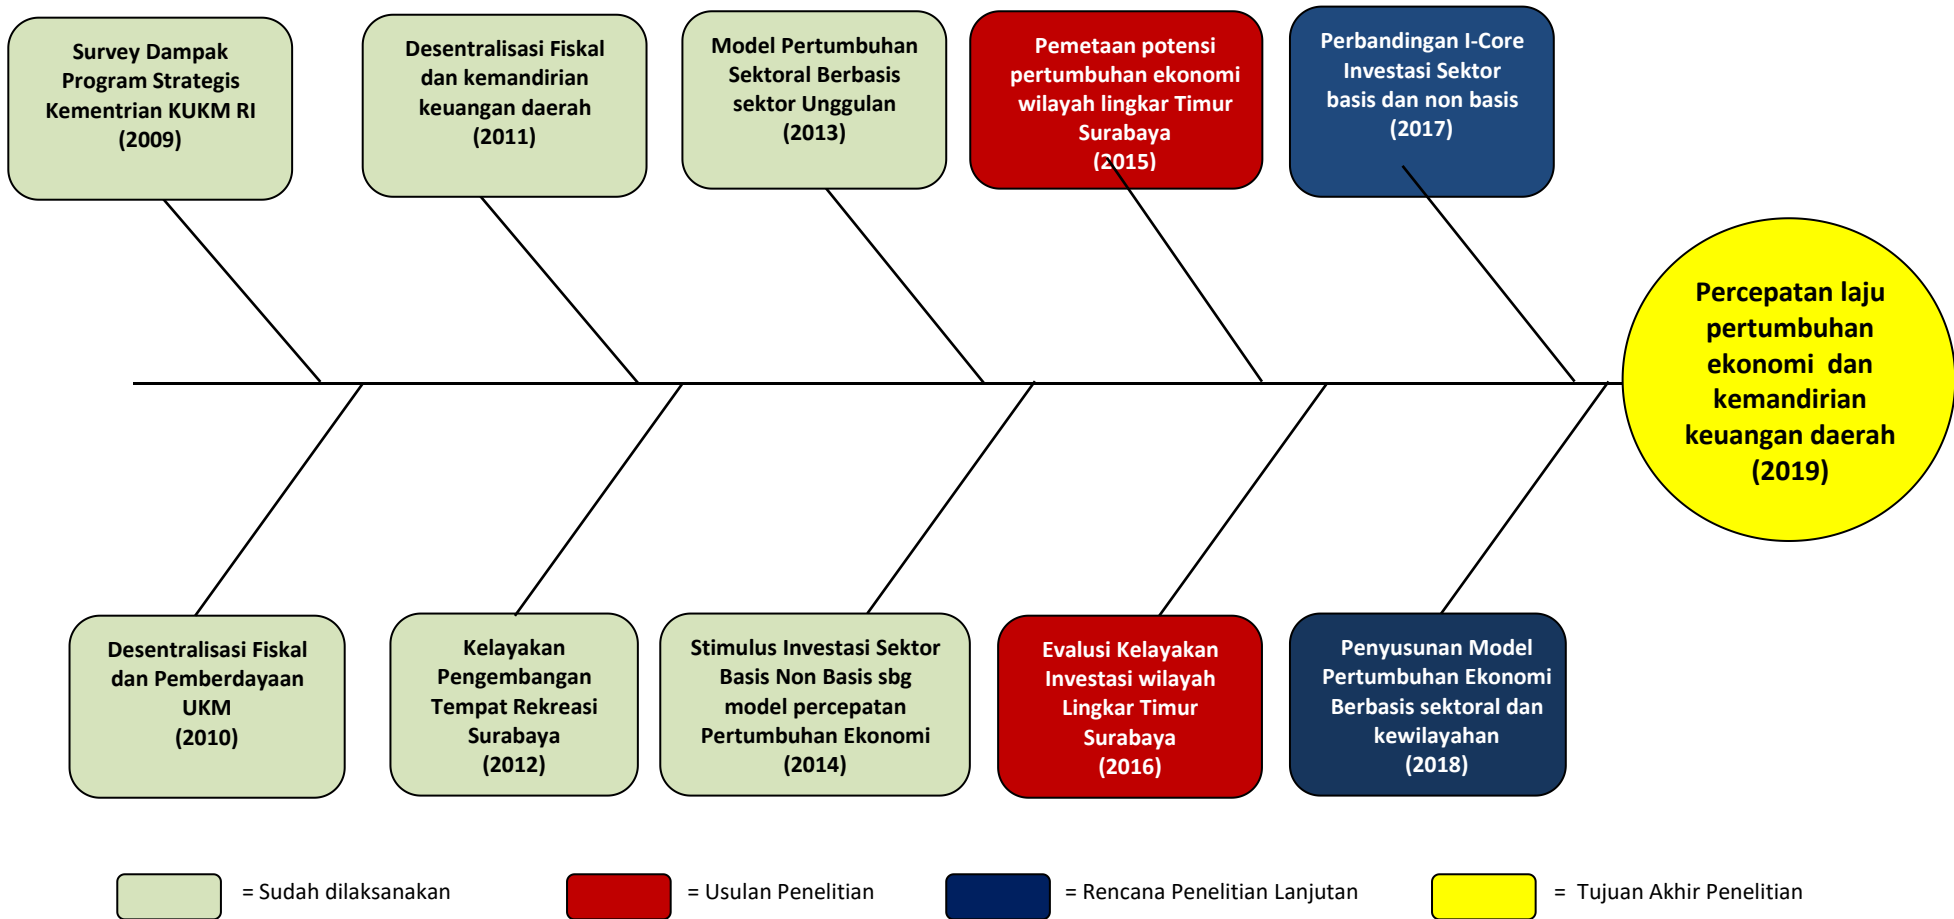 Survey Dampak
Program Strategis
Kementrian KUKM RI
(2009)
Desentralisasi Fiskal
dan kemandirian
keuangan daerah
(2011)
Model Pertumbuhan
Sektoral Berbasis
sektor Unggulan
(2013)
Pemetaan potensi
pertumbuhan ekonomi
wilayah lingkar Timur
Surabaya
(2015)
Perbandingan I-Core
Investasi Sektor
basis dan non basis
(2017)
Percepatan laju
pertumbuhan
ekonomi dan
kemandirian
keuangan daerah
(2019)
Desentralisasi Fiskal
dan Pemberdayaan
UKM
(2010)
Kelayakan
Pengembangan
Tempat Rekreasi
Surabaya
(2012)
Stimulus Investasi Sektor
Basis Non Basis sbg
model percepatan
Pertumbuhan Ekonomi
(2014)
Evalusi Kelayakan
Investasi wilayah
Lingkar Timur
Surabaya
(2016)
Penyusunan Model
Pertumbuhan Ekonomi
Berbasis sektoral dan
kewilayahan
(2018)
= Sudah dilaksanakan
= Usulan Penelitian
= Rencana Penelitian Lanjutan
= Tujuan Akhir Penelitian